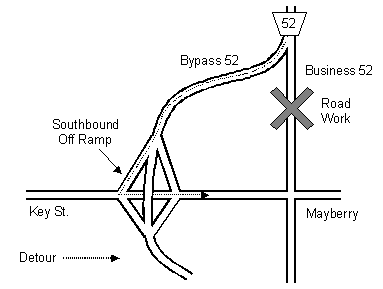 52
Bypass 52
Business 52
Road
Work
Southbound
Off Ramp
Key St.
Mayberry
Detour